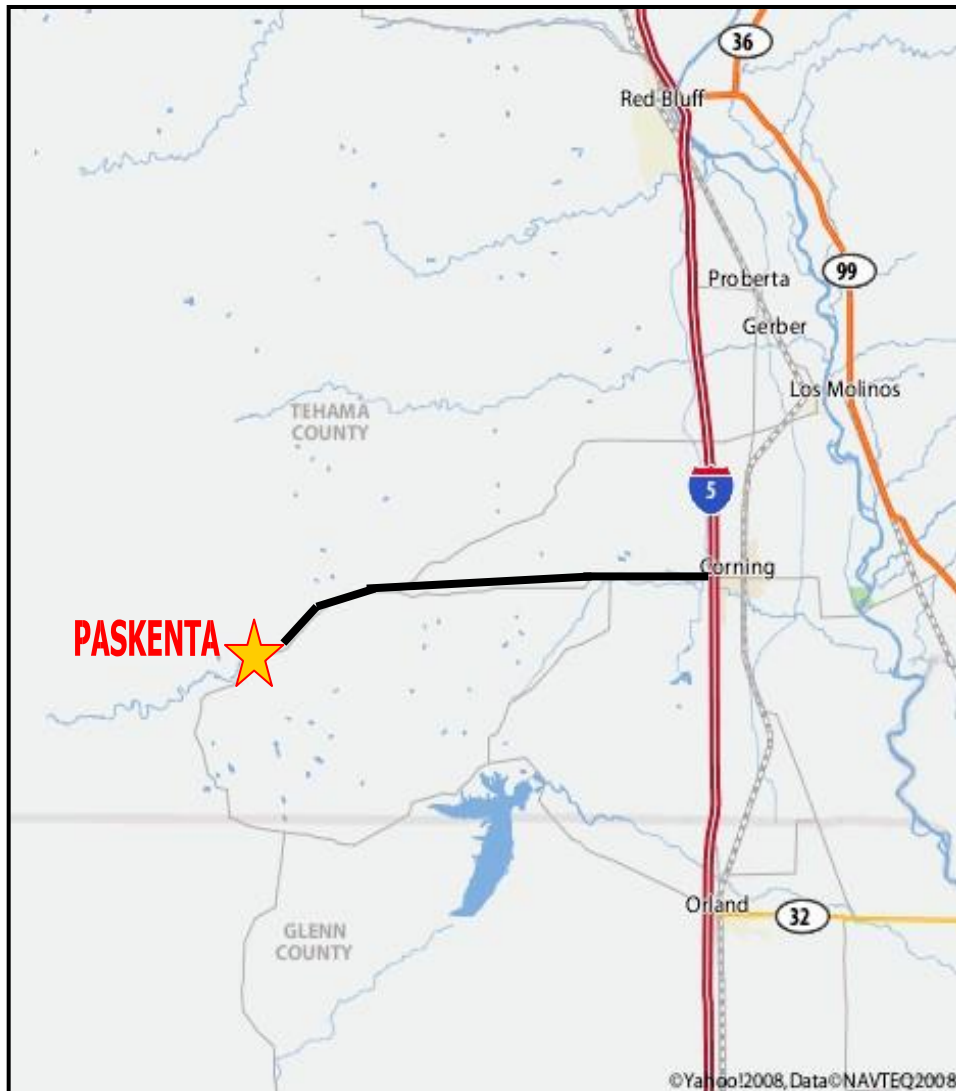 36
Red Bluff
99
Proberta
Gerber
Los Molinos
TEHAMA
COUNTY
5
Corning
PASKENTA
Orland
32
GLENN
COUNTY
©Yahoo!2008, Data©NAVTEQ2008